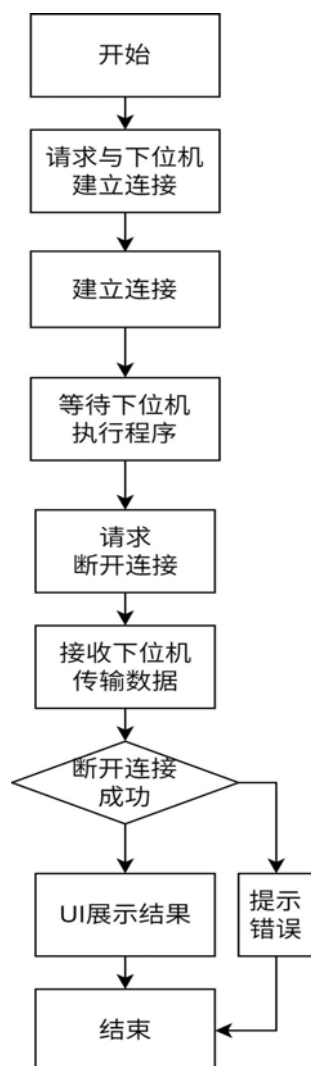 开始
请求与下位机
建立连接
建立连接
等待下位机
执行程序
请求
断开连接
接收下位机
传输数据
断开连接
成功
UI展示结果
提示
错误
结束